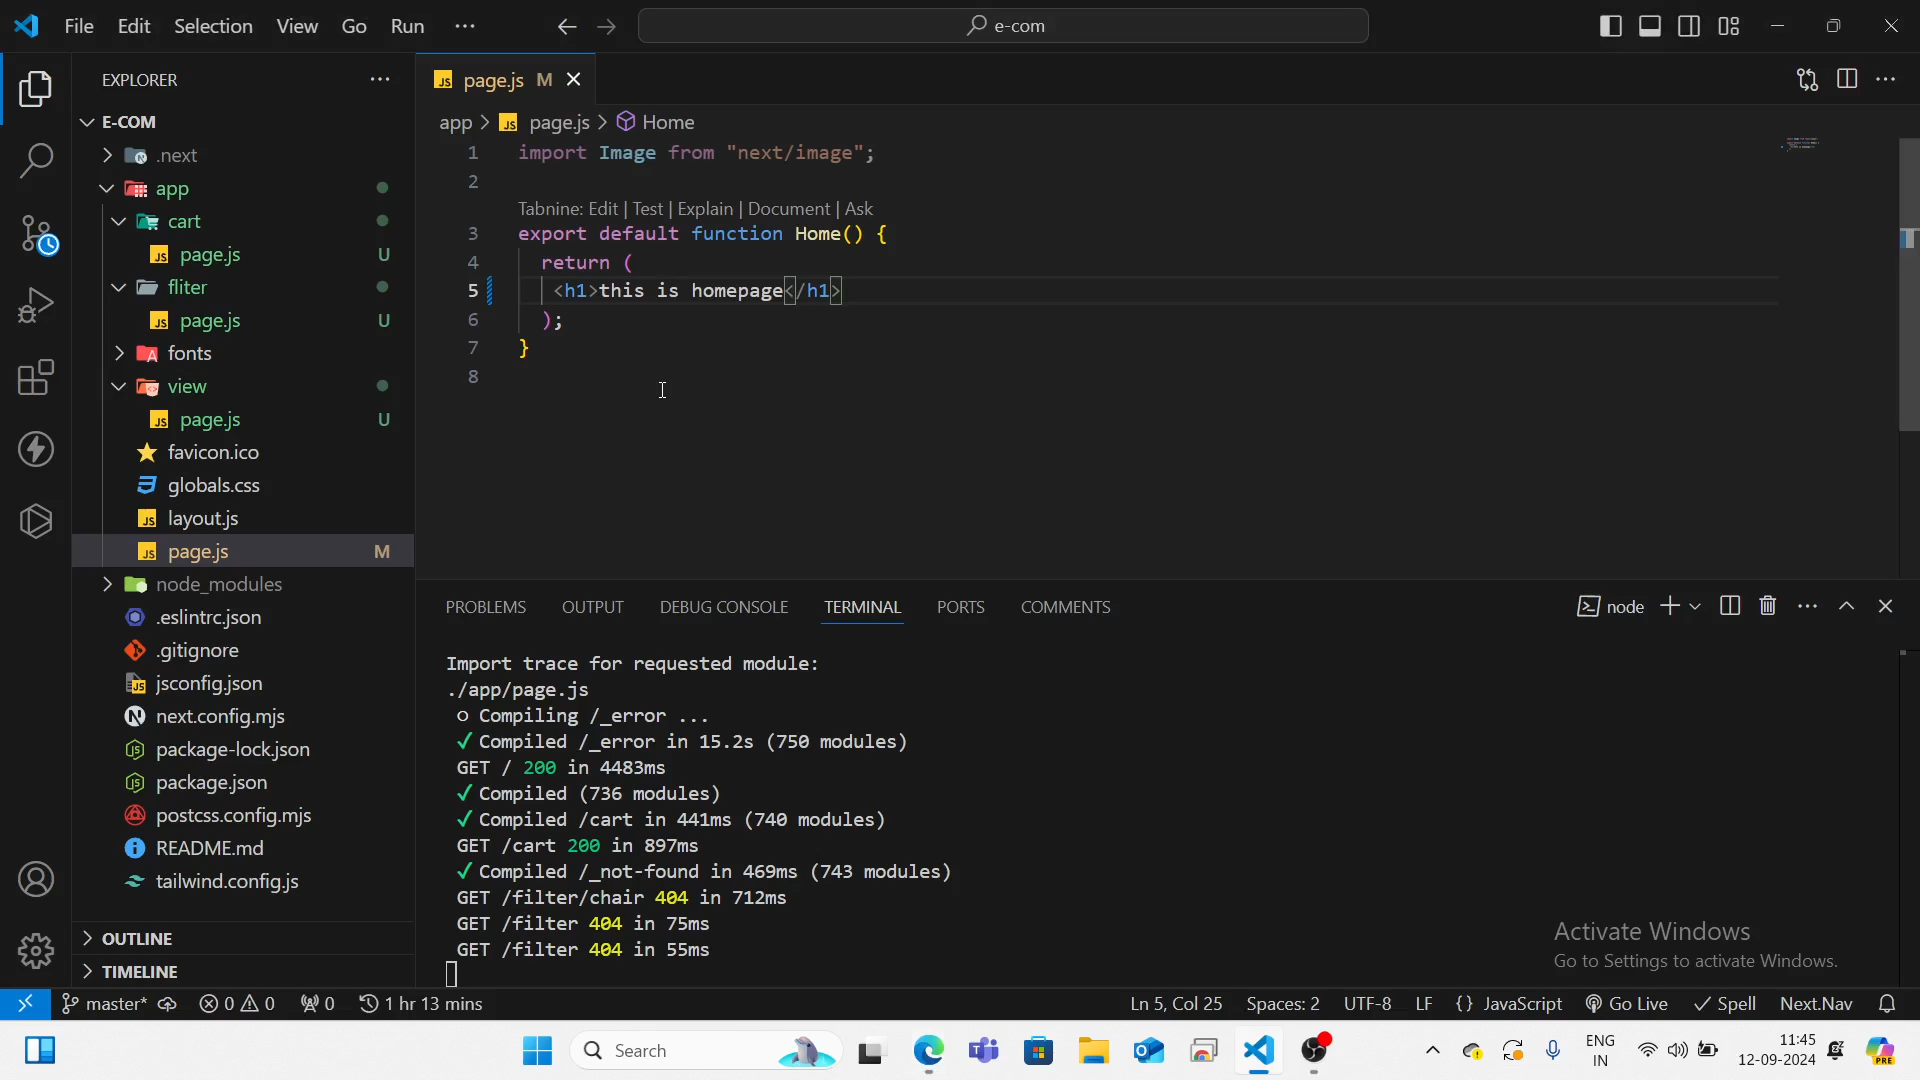 File Edit Selection View Go Run ··· e-com
EXPLORER ···
E-COM
.next
app
cart
page.js U
fliter
page.js U
fonts
view
page.js U
favicon.ico
globals.css
layout.js
page.js M
node_modules
.eslintrc.json
.gitignore
jsconfig.json
next.config.mjs
package-lock.json
package.json
postcss.config.mjs
README.md
tailwind.config.js
OUTLINE
TIMELINE
page.js M
app > page.js > Home
1 import Image from "next/image";
2
Tabnine: Edit | Test | Explain | Document | Ask
3 export default function Home() {
4 return (
5 <h1>this is homepage</h1>
6 );
7 }
8
PROBLEMS OUTPUT DEBUG CONSOLE TERMINAL PORTS COMMENTS node
Import trace for requested module:
./app/page.js
○ Compiling /_error ...
✓ Compiled /_error in 15.2s (750 modules)
GET / 200 in 4483ms
✓ Compiled (736 modules)
✓ Compiled /cart in 441ms (740 modules)
GET /cart 200 in 897ms
✓ Compiled /_not-found in 469ms (743 modules)
GET /filter/chair 404 in 712ms
GET /filter 404 in 75ms
GET /filter 404 in 55ms
Activate Windows
Go to Settings to activate Windows.
master* 0 0 0 1 hr 13 mins Ln 5, Col 25 Spaces: 2 UTF-8 LF {} JavaScript Go Live Spell Next.Nav
Search ENG 11:45
IN 12-09-2024 PRE